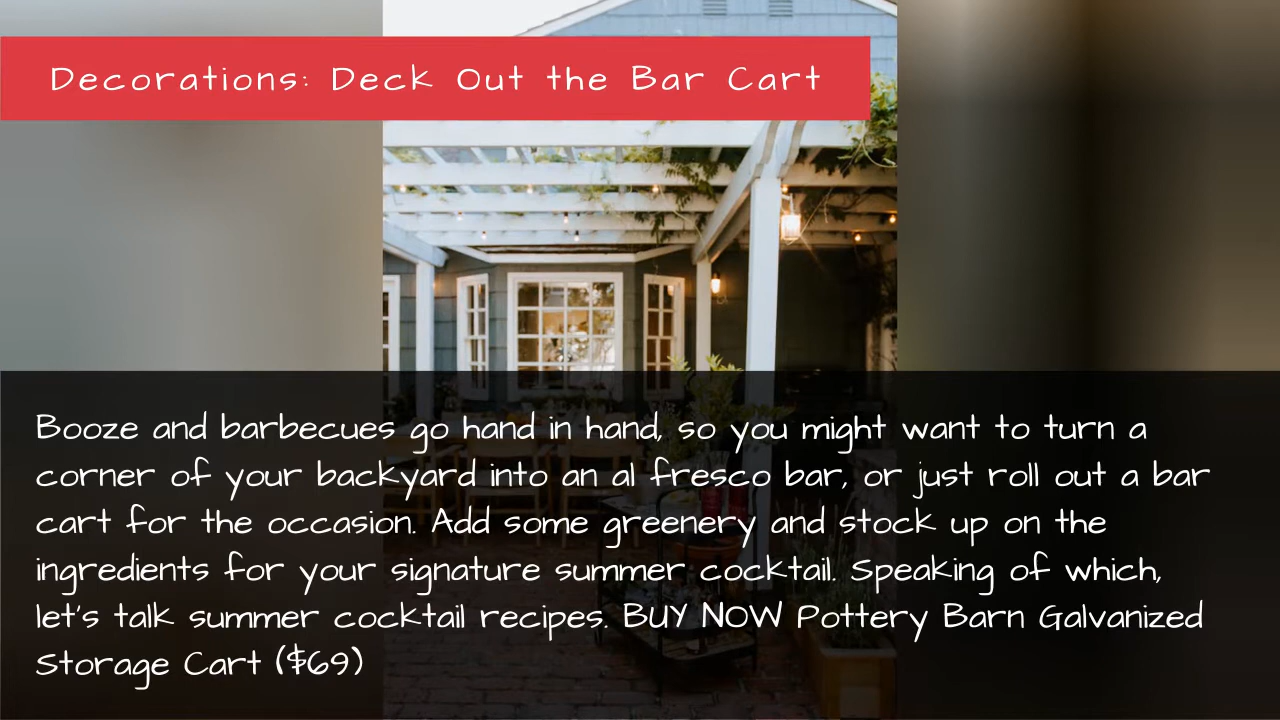 Decorations: Deck Out the Bar Cart
Booze and barbecues go hand in hand, so you might want to turn a
corner of your backyard into an al fresco bar, or just roll out a bar
cart for the occasion. Add some greenery and stock up on the
ingredients for your signature summer cocktail. Speaking of which,
let's talk summer cocktail recipes. BUY NOW Pottery Barn Galvanized
Storage Cart ($69)